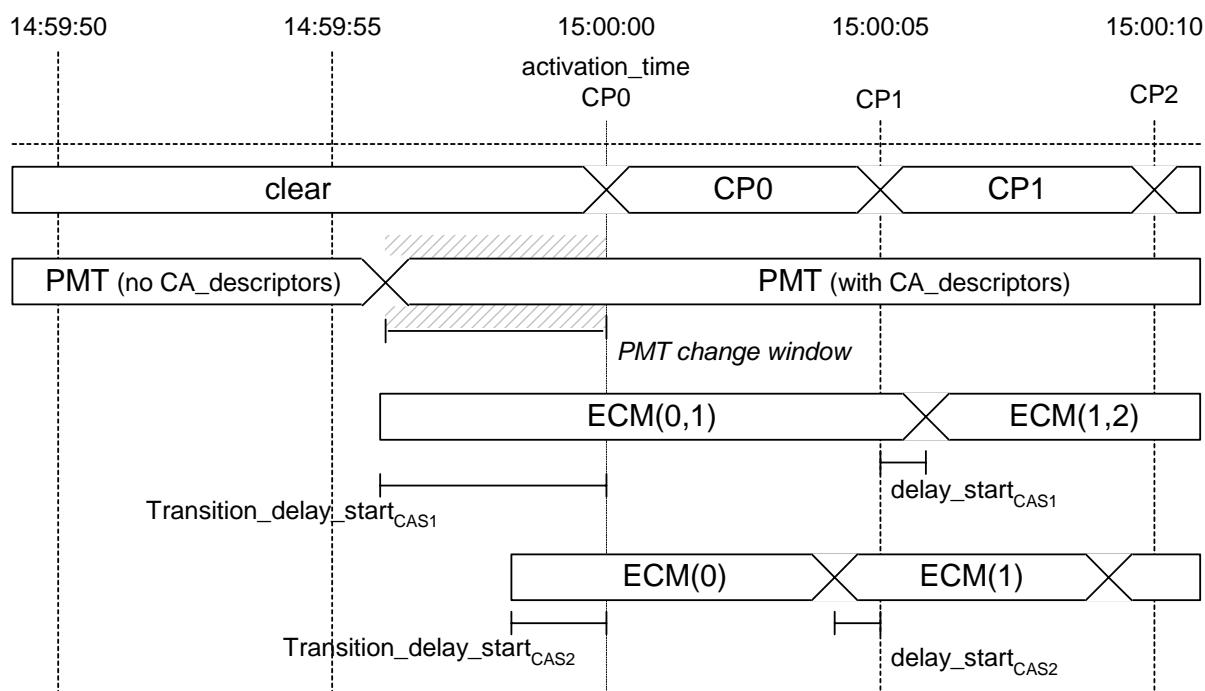 14:59:50 14:59:55 15:00:00 15:00:05 15:00:10
activation_time
CP0 CP1 CP2
clear CP0 CP1
PMT (no CA_descriptors) PMT (with CA_descriptors)
PMT change window
ECM(0,1) ECM(1,2)
Transition_delay_startCAS1 delay_startCAS1
ECM(0) ECM(1)
Transition_delay_startCAS2 delay_startCAS2